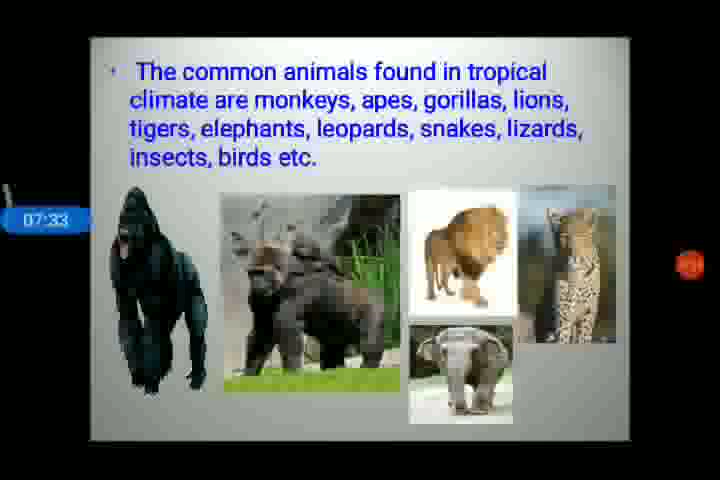 • The common animals found in tropical
climate are monkeys, apes, gorillas, lions,
tigers, elephants, leopards, snakes, lizards,
insects, birds etc.
07:33